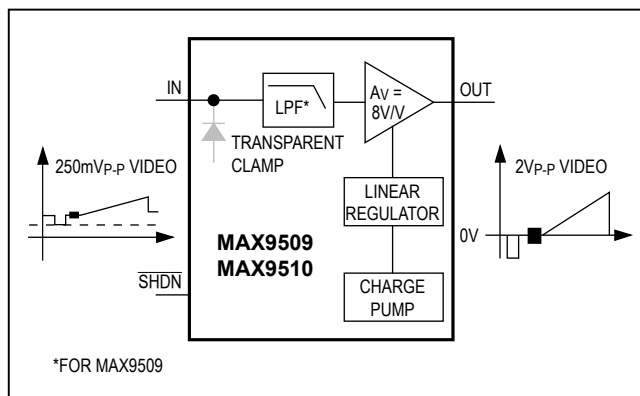 IN
LPF*
AV =
8V/V
OUT
TRANSPARENT
CLAMP
250mVP-P VIDEO
2VP-P VIDEO
LINEAR
REGULATOR
0V
MAX9509
MAX9510
SHDN
CHARGE
PUMP
*FOR MAX9509